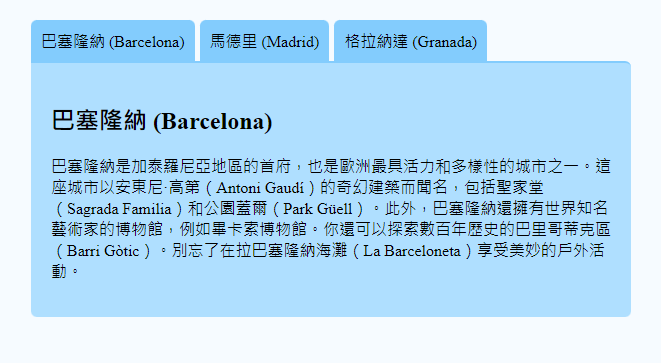 巴塞隆納 (Barcelona) 馬德里 (Madrid) 格拉納達 (Granada)
巴塞隆納 (Barcelona)
巴塞隆納是加泰羅尼亞地區的首府，也是歐洲最具活力和多樣性的城市之一。這
座城市以安東尼·高第（Antoni Gaudí）的奇幻建築而聞名，包括聖家堂
（Sagrada Familia）和公園蓋爾（Park Güell）。此外，巴塞隆納還擁有世界知名
藝術家的博物館，例如畢卡索博物館。你還可以探索數百年歷史的巴里哥蒂克區
（Barri Gòtic）。別忘了在拉巴塞隆納海灘（La Barceloneta）享受美妙的戶外活
動。